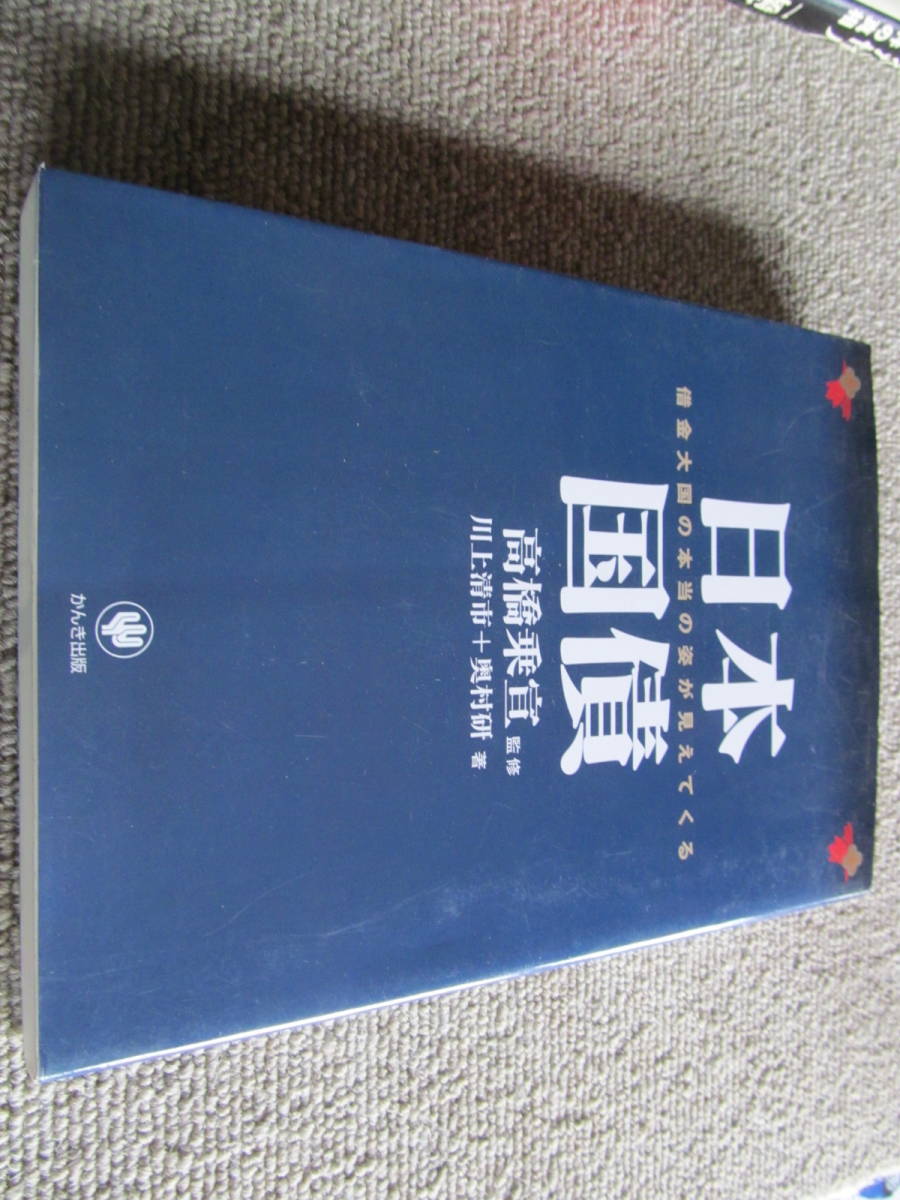 日本
借金大国の本当の姿が見えてくる
国債
高橋乗宣 監修
川上清市+奥村研 著
かんき出版